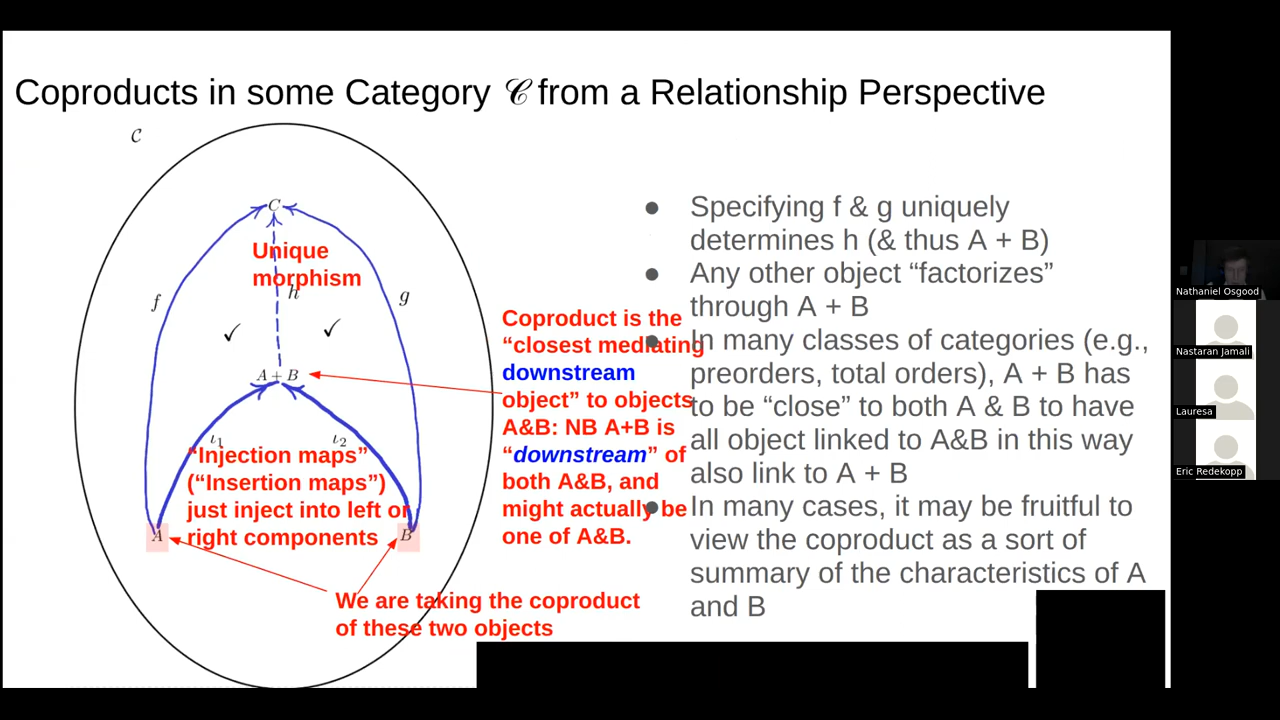 Coproducts in some Category 𝒞 from a Relationship Perspective
𝒞
C
Unique
morphism
h
f
g
✓
✓
A + B
ι1
ι2
"Injection maps"
("Insertion maps")
just inject into left or
right components
A
B
We are taking the coproduct
of these two objects
Coproduct is the
“closest mediating
downstream
object” to objects
A&B: NB A+B is
“downstream” of
both A&B, and
might actually be
one of A&B.
● Specifying f & g uniquely
determines h (& thus A + B)
● Any other object “factorizes”
through A + B
● In many classes of categories (e.g.,
preorders, total orders), A + B has
to be “close” to both A & B to have
all object linked to A&B in this way
also link to A + B
● In many cases, it may be fruitful to
view the coproduct as a sort of
summary of the characteristics of A
and B
Nathaniel Osgood
Nastaran Jamali
Lauresa
Eric Redekopp